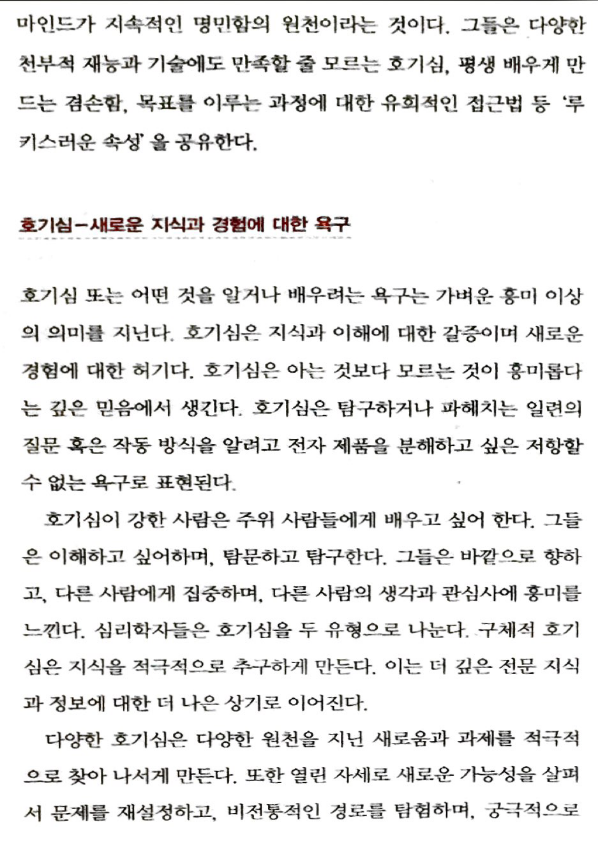 마인드가 지속적인 명민함의 원천이라는 것이다. 그들은 다양한
천부적 재능과 기술에도 만족할 줄 모르는 호기심, 평생 배우게 만
드는 겸손함, 목표를 이루는 과정에 대한 유희적인 접근법 등 ‘루
키스러운 속성’을 공유한다.
호기심–새로운 지식과 경험에 대한 욕구
호기심 또는 어떤 것을 알거나 배우려는 욕구는 가벼운 흥미 이상
의 의미를 지닌다. 호기심은 지식과 이해에 대한 갈증이며 새로운
경험에 대한 허기다. 호기심은 아는 것보다 모르는 것이 흥미롭다
는 깊은 믿음에서 생긴다. 호기심은 탐구하거나 파헤치는 일련의
질문 혹은 작동 방식을 알려고 전자 제품을 분해하고 싶은 저항할
수 없는 욕구로 표현된다.
호기심이 강한 사람은 주위 사람들에게 배우고 싶어 한다. 그들
은 이해하고 싶어하며, 탐문하고 탐구한다. 그들은 바깥으로 향하
고, 다른 사람에게 집중하며, 다른 사람의 생각과 관심사에 흥미를
느낀다. 심리학자들은 호기심을 두 유형으로 나눈다. 구체적 호기
심은 지식을 적극적으로 추구하게 만든다. 이는 더 깊은 전문 지식
과 정보에 대한 더 나은 상기로 이어진다.
다양한 호기심은 다양한 원천을 지닌 새로움과 과제를 적극적
으로 찾아 나서게 만든다. 또한 열린 자세로 새로운 가능성을 살펴
서 문제를 재설정하고, 비전통적인 경로를 탐험하며, 궁극적으로